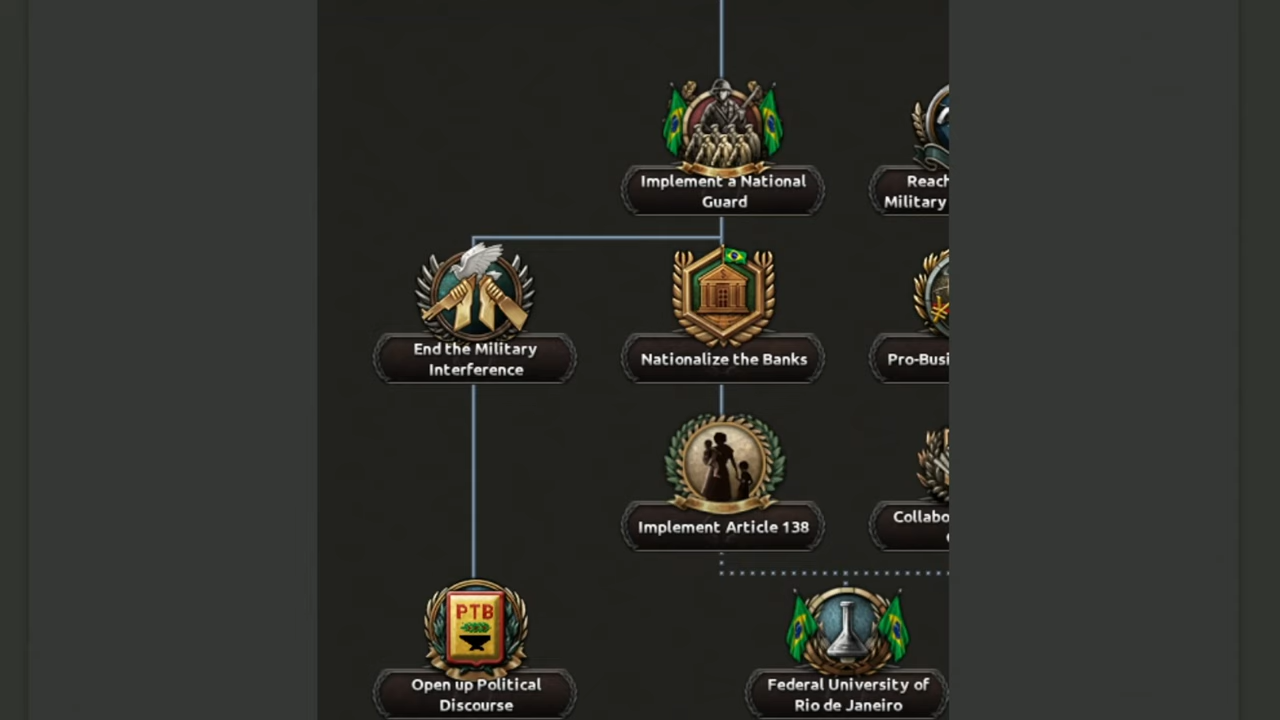 Implement a National
Guard
Reach
Military
End the Military
Interference
Nationalize the Banks
Pro-Busi
Implement Article 138
Collabo
PTB
Open up Political
Discourse
Federal University of
Rio de Janeiro